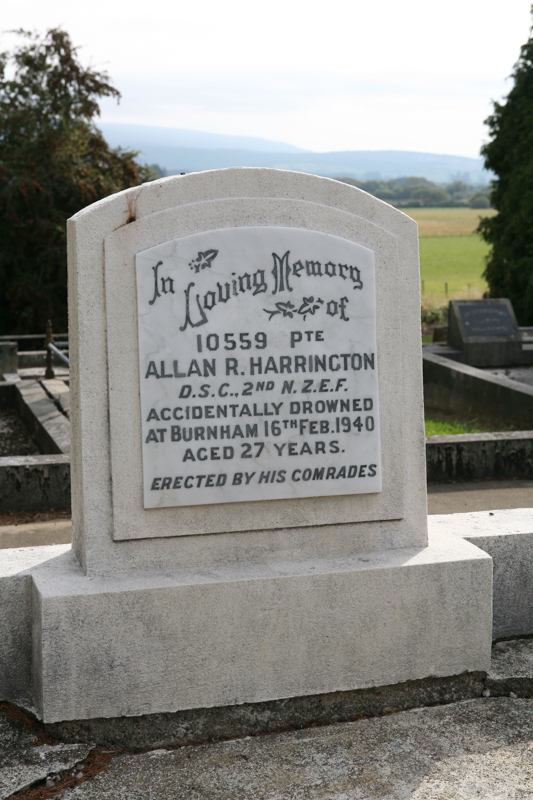 In
Loving Memory
of
10559 PTE
ALLAN R. HARRINGTON
D.S.C., 2ND N.Z.E.F.
ACCIDENTALLY DROWNED
AT BURNHAM 16TH FEB. 1940
AGED 27 YEARS.
ERECTED BY HIS COMRADES